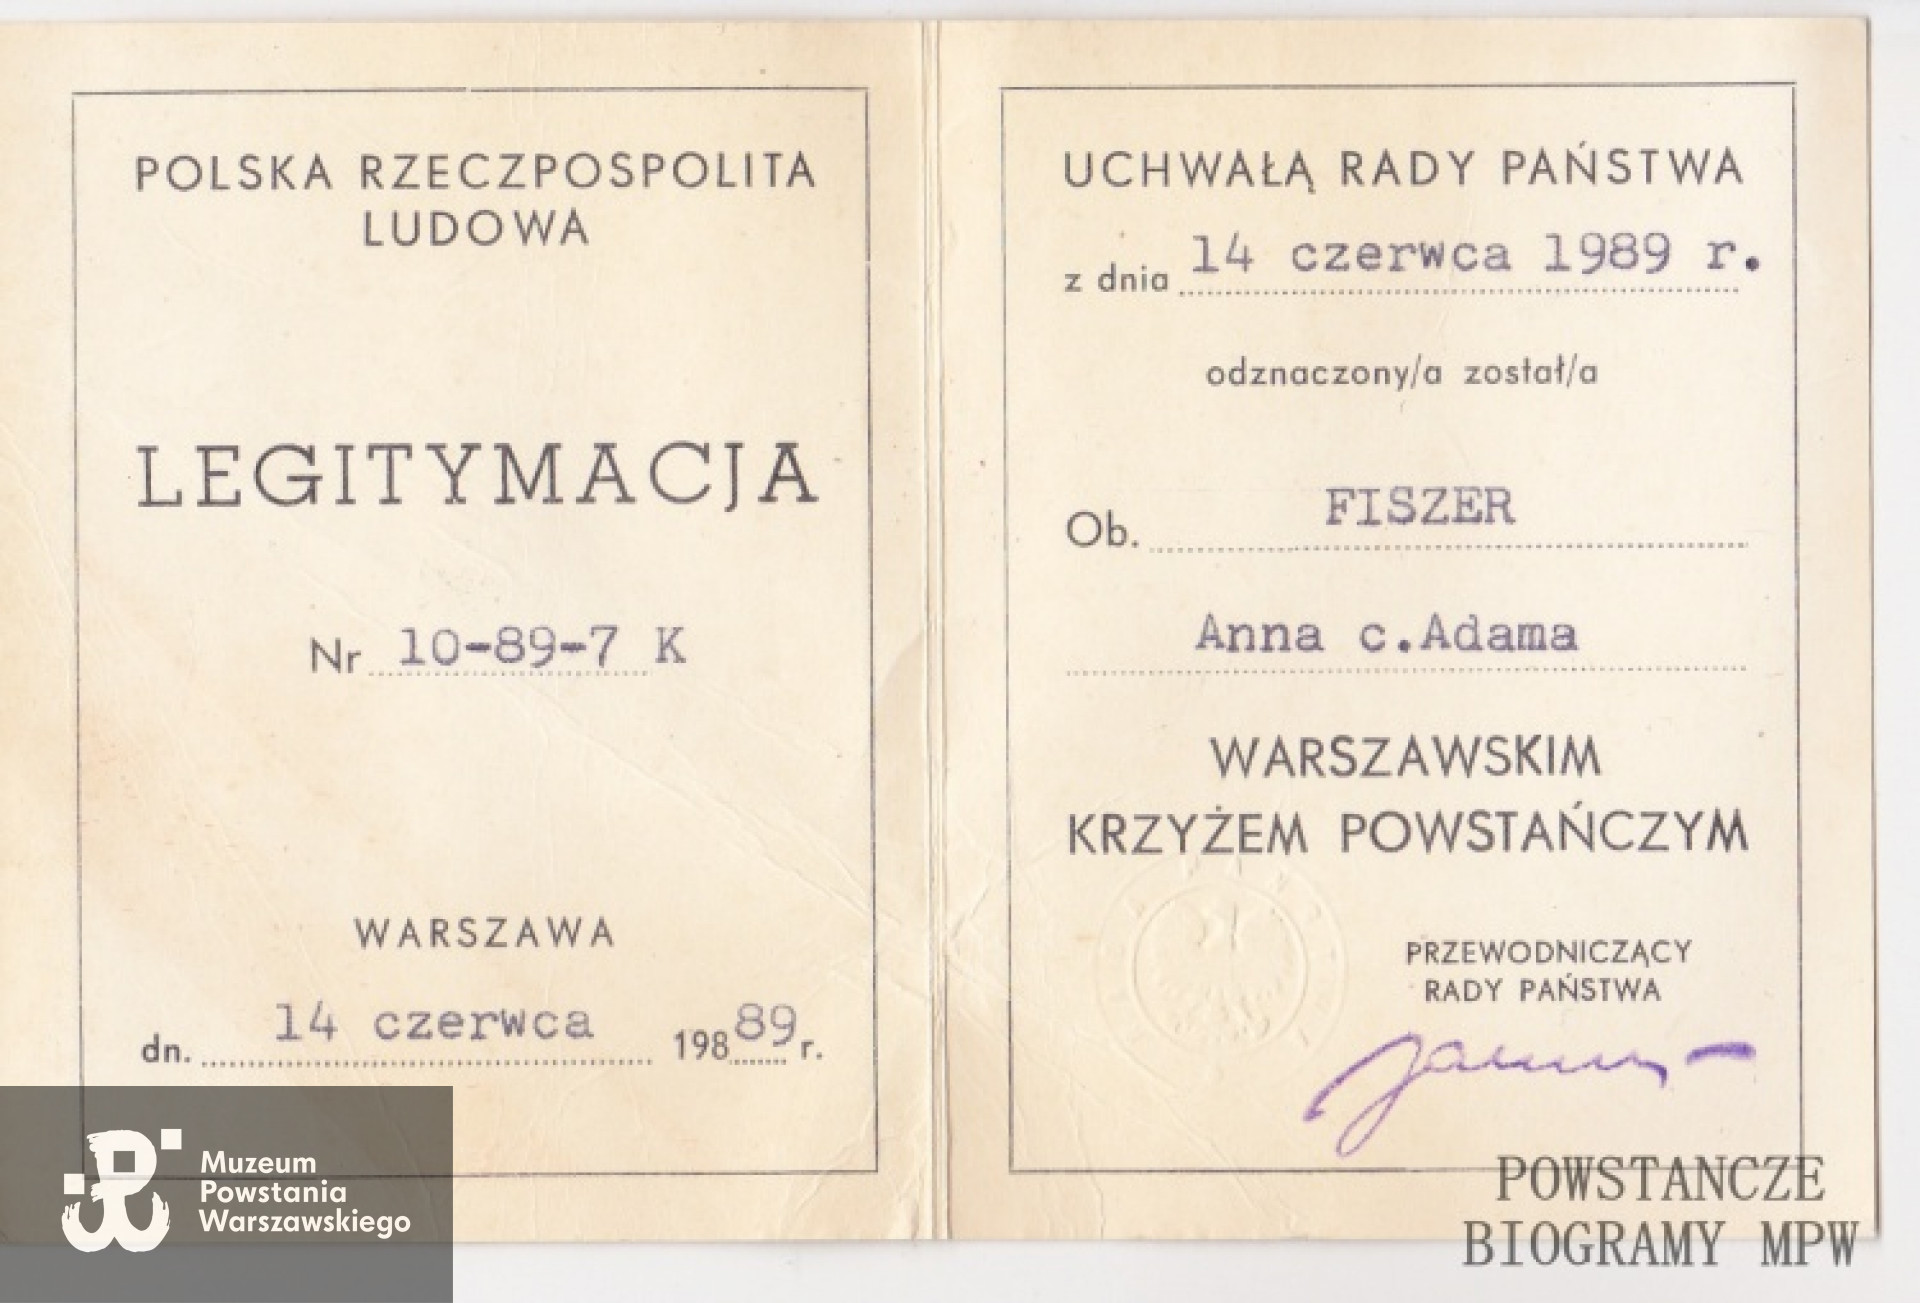 POLSKA RZECZPOSPOLITA
LUDOWA
LEGITYMACJA
Nr 10-89-7 K
WARSZAWA
dn. 14 czerwca 19889 r.
UCHWAŁĄ RADY PAŃSTWA
z dnia 14 czerwca 1989 r.
odznaczony/a został/a
Ob. FISZER
Anna c.Adama
WARSZAWSKIM
KRZYŻEM POWSTAŃCZYM
PRZEWODNICZĄCY
RADY PAŃSTWA
Muzeum
Powstania
Warszawskiego
POWSTANCZE
BIOGRAMY MPW